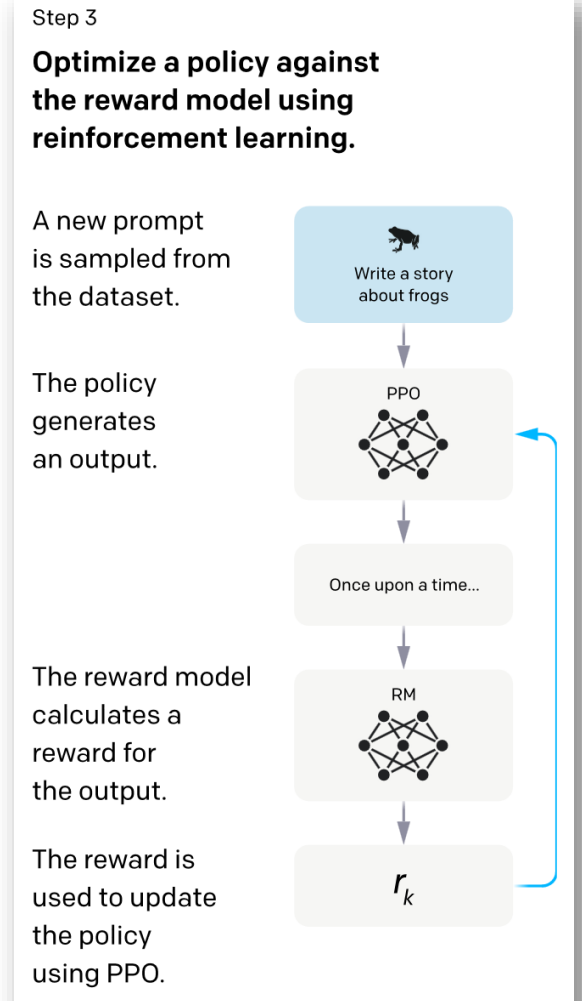 Step 3
Optimize a policy against
the reward model using
reinforcement learning.
A new prompt
is sampled from
the dataset.
Write a story
about frogs
The policy
generates
an output.
PPO
Once upon a time...
The reward model
calculates a
reward for
the output.
RM
The reward is
used to update
the policy
using PPO.
rk